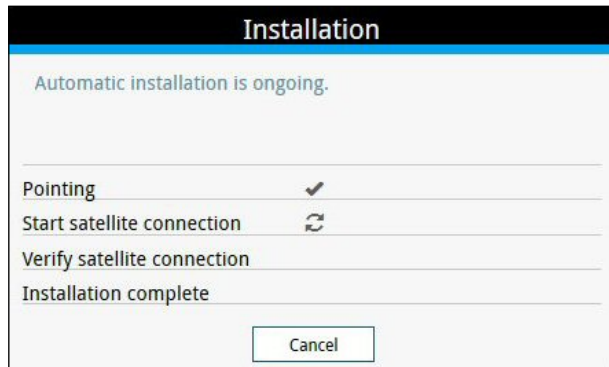 Installation
Automatic installation is ongoing.
Pointing
Start satellite connection
Verify satellite connection
Installation complete
Cancel